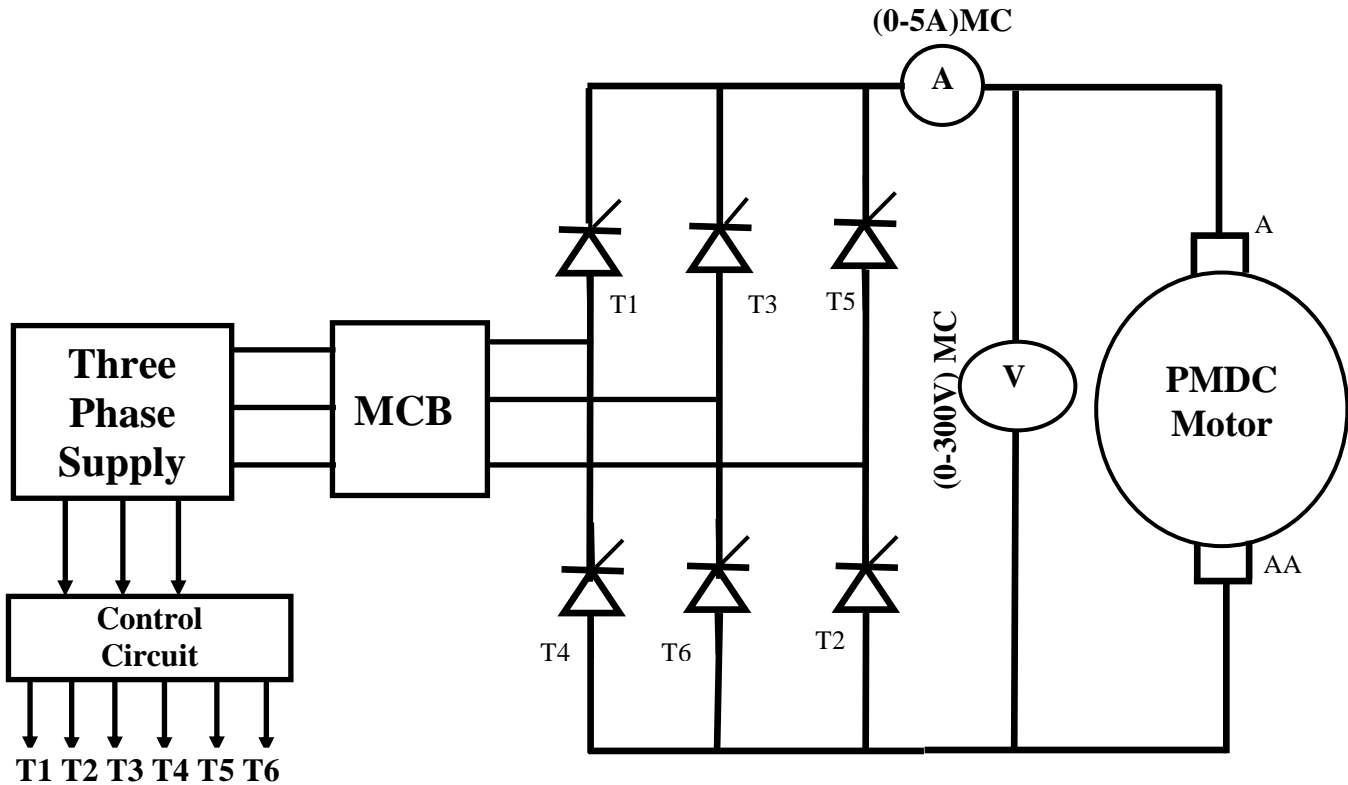 (0-5A)MC
A
A
T1
T3
T5
Three
Phase
Supply
MCB
(0-300V) MC
V
PMDC
Motor
AA
Control
Circuit
T4
T6
T2
T1 T2 T3 T4 T5 T6